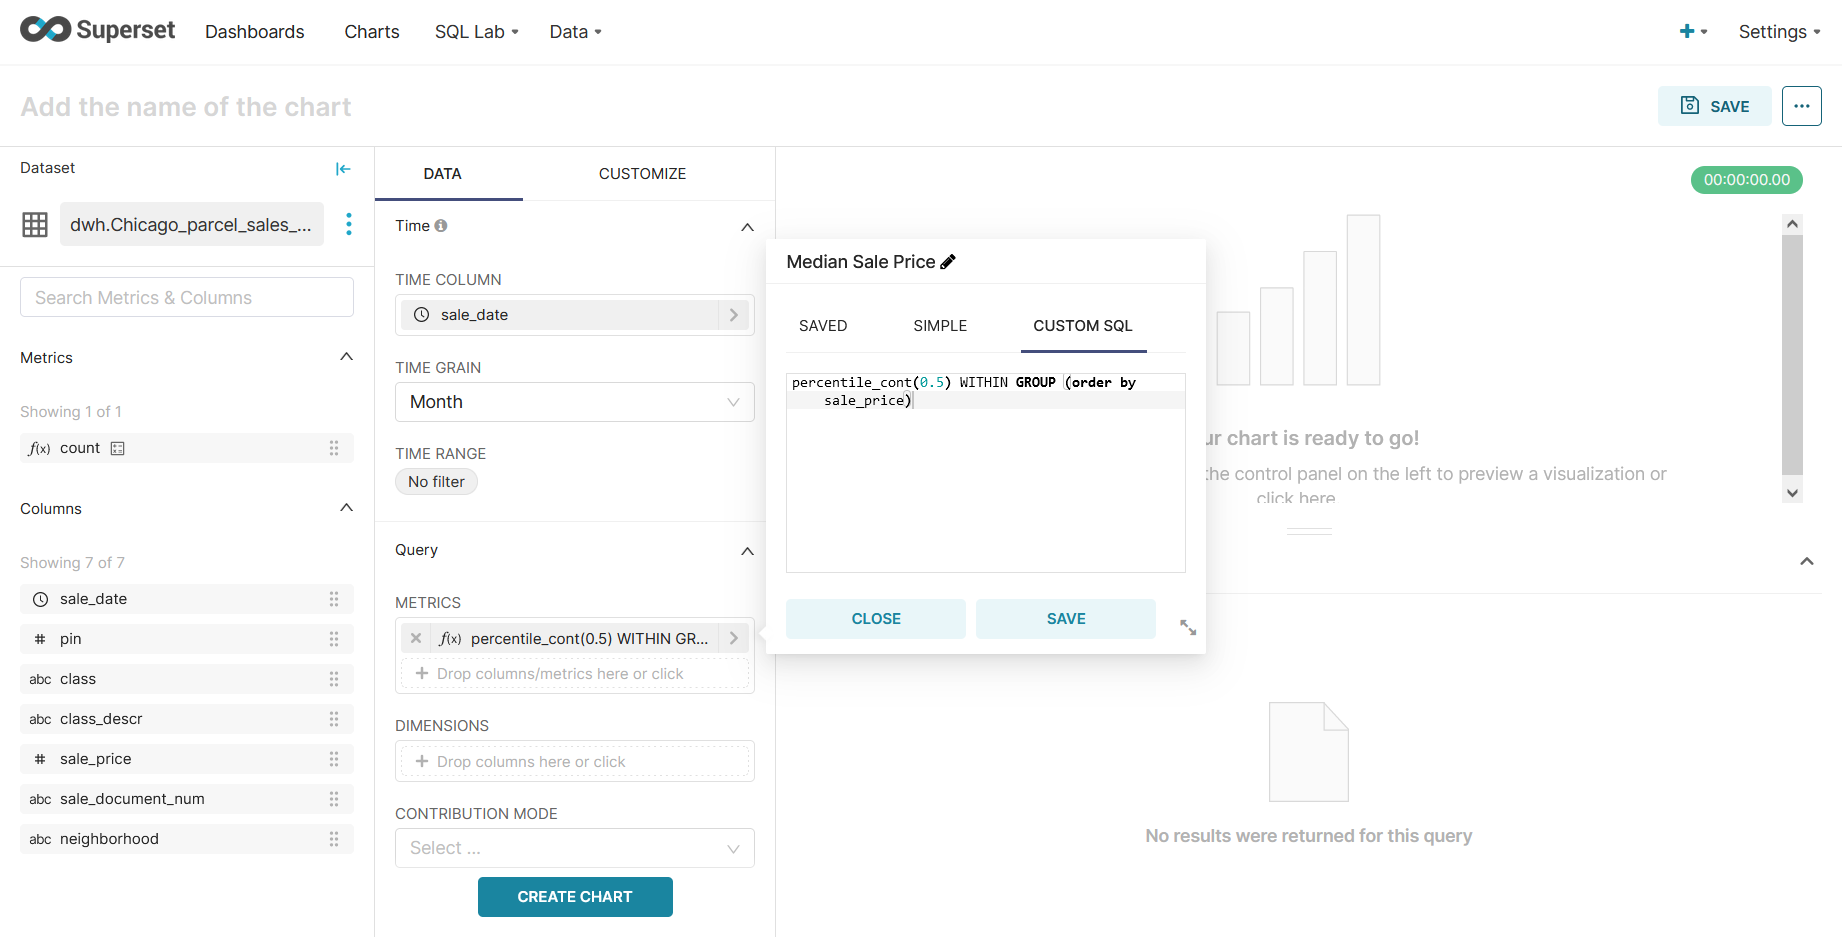 Superset
Dashboards
Charts
SQL Lab
Data
Settings
Add the name of the chart
SAVE
Dataset
dwh.Chicago_parcel_sales_...
Search Metrics & Columns
Metrics
Showing 1 of 1
f(x) count
Columns
Showing 7 of 7
sale_date
# pin
abc class
abc class_descr
# sale_price
abc sale_document_num
abc neighborhood
DATA
CUSTOMIZE
Time
TIME COLUMN
sale_date
TIME GRAIN
Month
TIME RANGE
No filter
Query
METRICS
f(x) percentile_cont(0.5) WITHIN GR...
Drop columns/metrics here or click
DIMENSIONS
Drop columns here or click
CONTRIBUTION MODE
Select ...
CREATE CHART
Median Sale Price
SAVED
SIMPLE
CUSTOM SQL
percentile_cont(0.5) WITHIN GROUP (order by
sale_price)
CLOSE
SAVE
00:00:00.00
ur chart is ready to go!
the control panel on the left to preview a visualization or
click here
No results were returned for this query